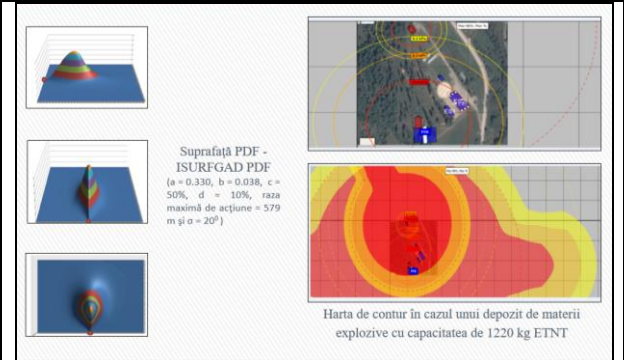 Suprafață PDF -
ISURFGAD PDF
(a = 0.330, b = 0.038, c =
50%, d = 10%, raza
maximă de acțiune = 579
m și σ = 20⁰ )
Harta de contur în cazul unui depozit de materii
explozive cu capacitatea de 1220 kg ETNT